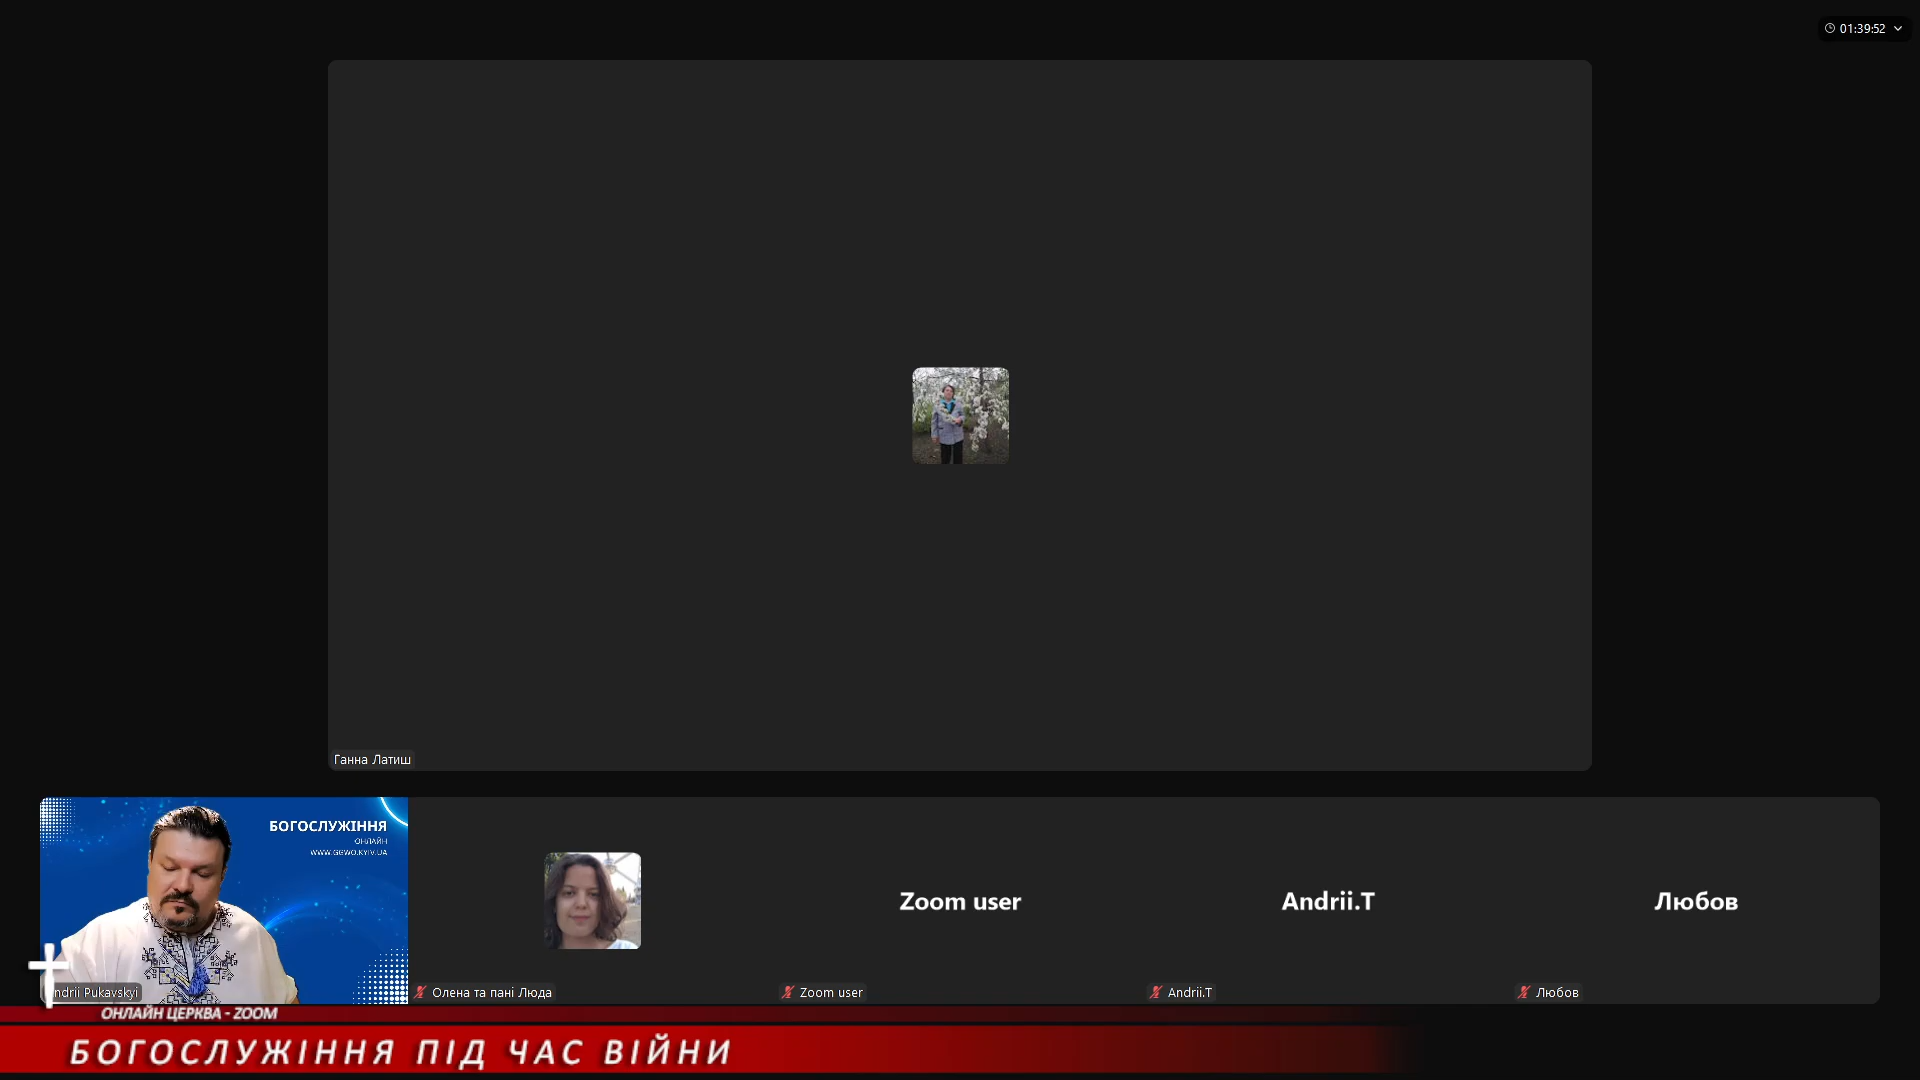 01:39:52
Ганна Латиш
БОГОСЛУЖІННЯ
ОНЛАЙН
WWW.GGWO.KYIV.UA
ndrii Pukavskyi
Олена та пані Люда
Zoom user
Zoom user
Andrii.T
Andrii.T
Любов
Любов
ОНЛАЙН ЦЕРКВА - ZOOM
БОГОСЛУЖІННЯ ПІД ЧАС ВІЙНИ